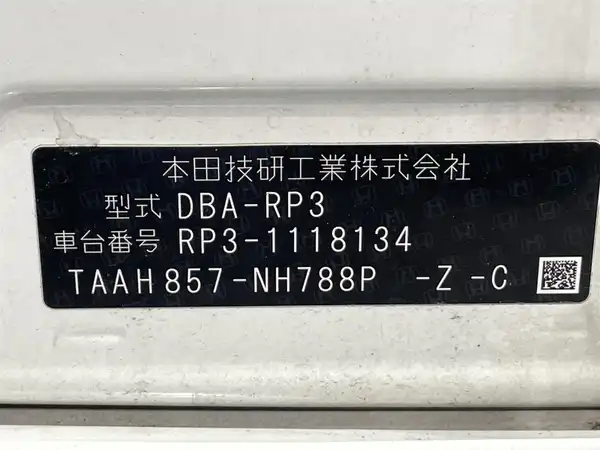 本田技研工業株式会社
型式 DBA-RP3
車台番号 RP3-1118134
TAAH857-NH788P -Z -C